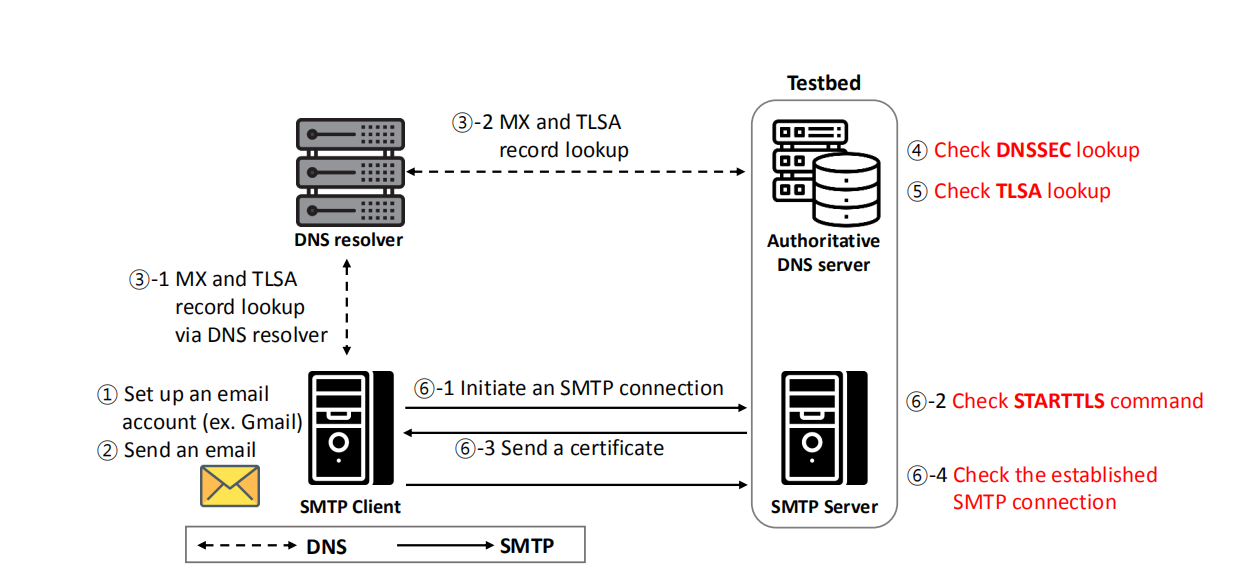 Testbed
③-2 MX and TLSA
record lookup
④ Check DNSSEC lookup
⑤ Check TLSA lookup
DNS resolver
Authoritative
DNS server
③-1 MX and TLSA
record lookup
via DNS resolver
① Set up an email
account (ex. Gmail)
② Send an email
⑥-1 Initiate an SMTP connection
⑥-2 Check STARTTLS command
⑥-3 Send a certificate
⑥-4 Check the established
SMTP connection
SMTP Client
SMTP Server
DNS
SMTP